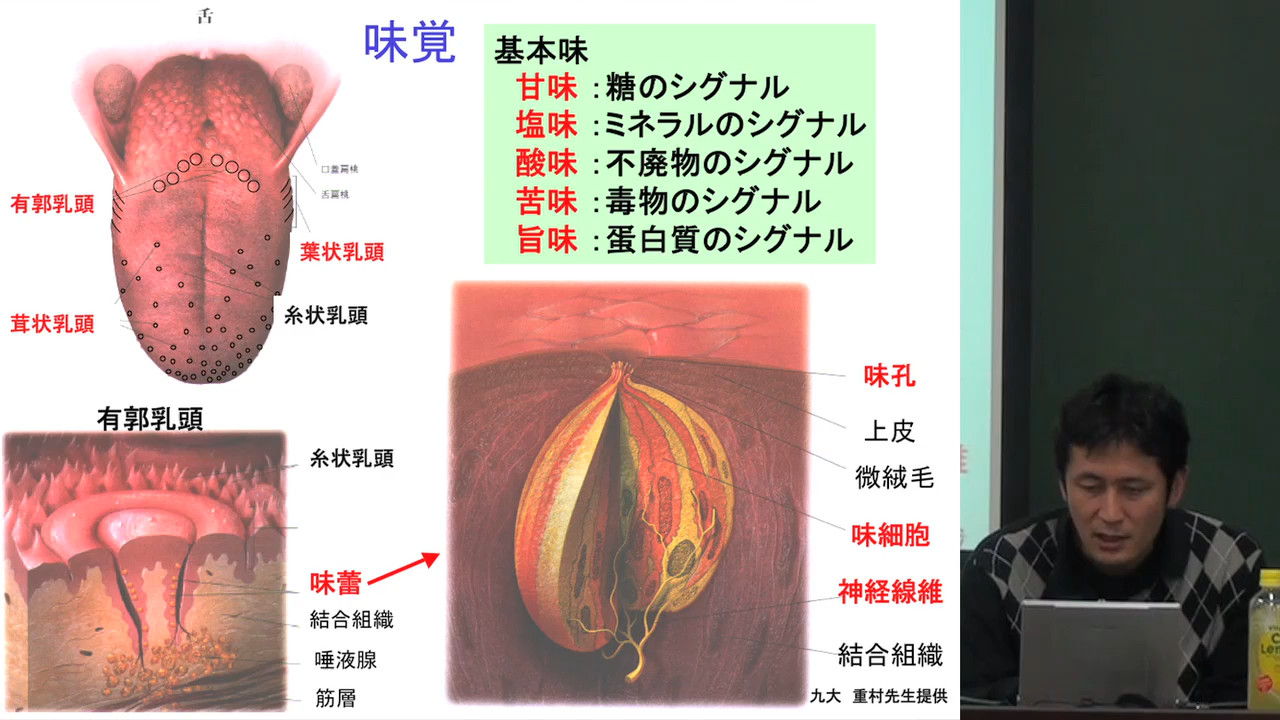 舌
味覚
基本味
甘味:糖のシグナル
塩味:ミネラルのシグナル
酸味:不廃物のシグナル
苦味:毒物のシグナル
旨味:蛋白質のシグナル
口蓋扁桃
舌扁桃
有郭乳頭
葉状乳頭
茸状乳頭
糸状乳頭
有郭乳頭
糸状乳頭
味蕾
結合組織
唾液腺
筋層
味孔
上皮
微絨毛
味細胞
神経線維
結合組織
九大 重村先生提供